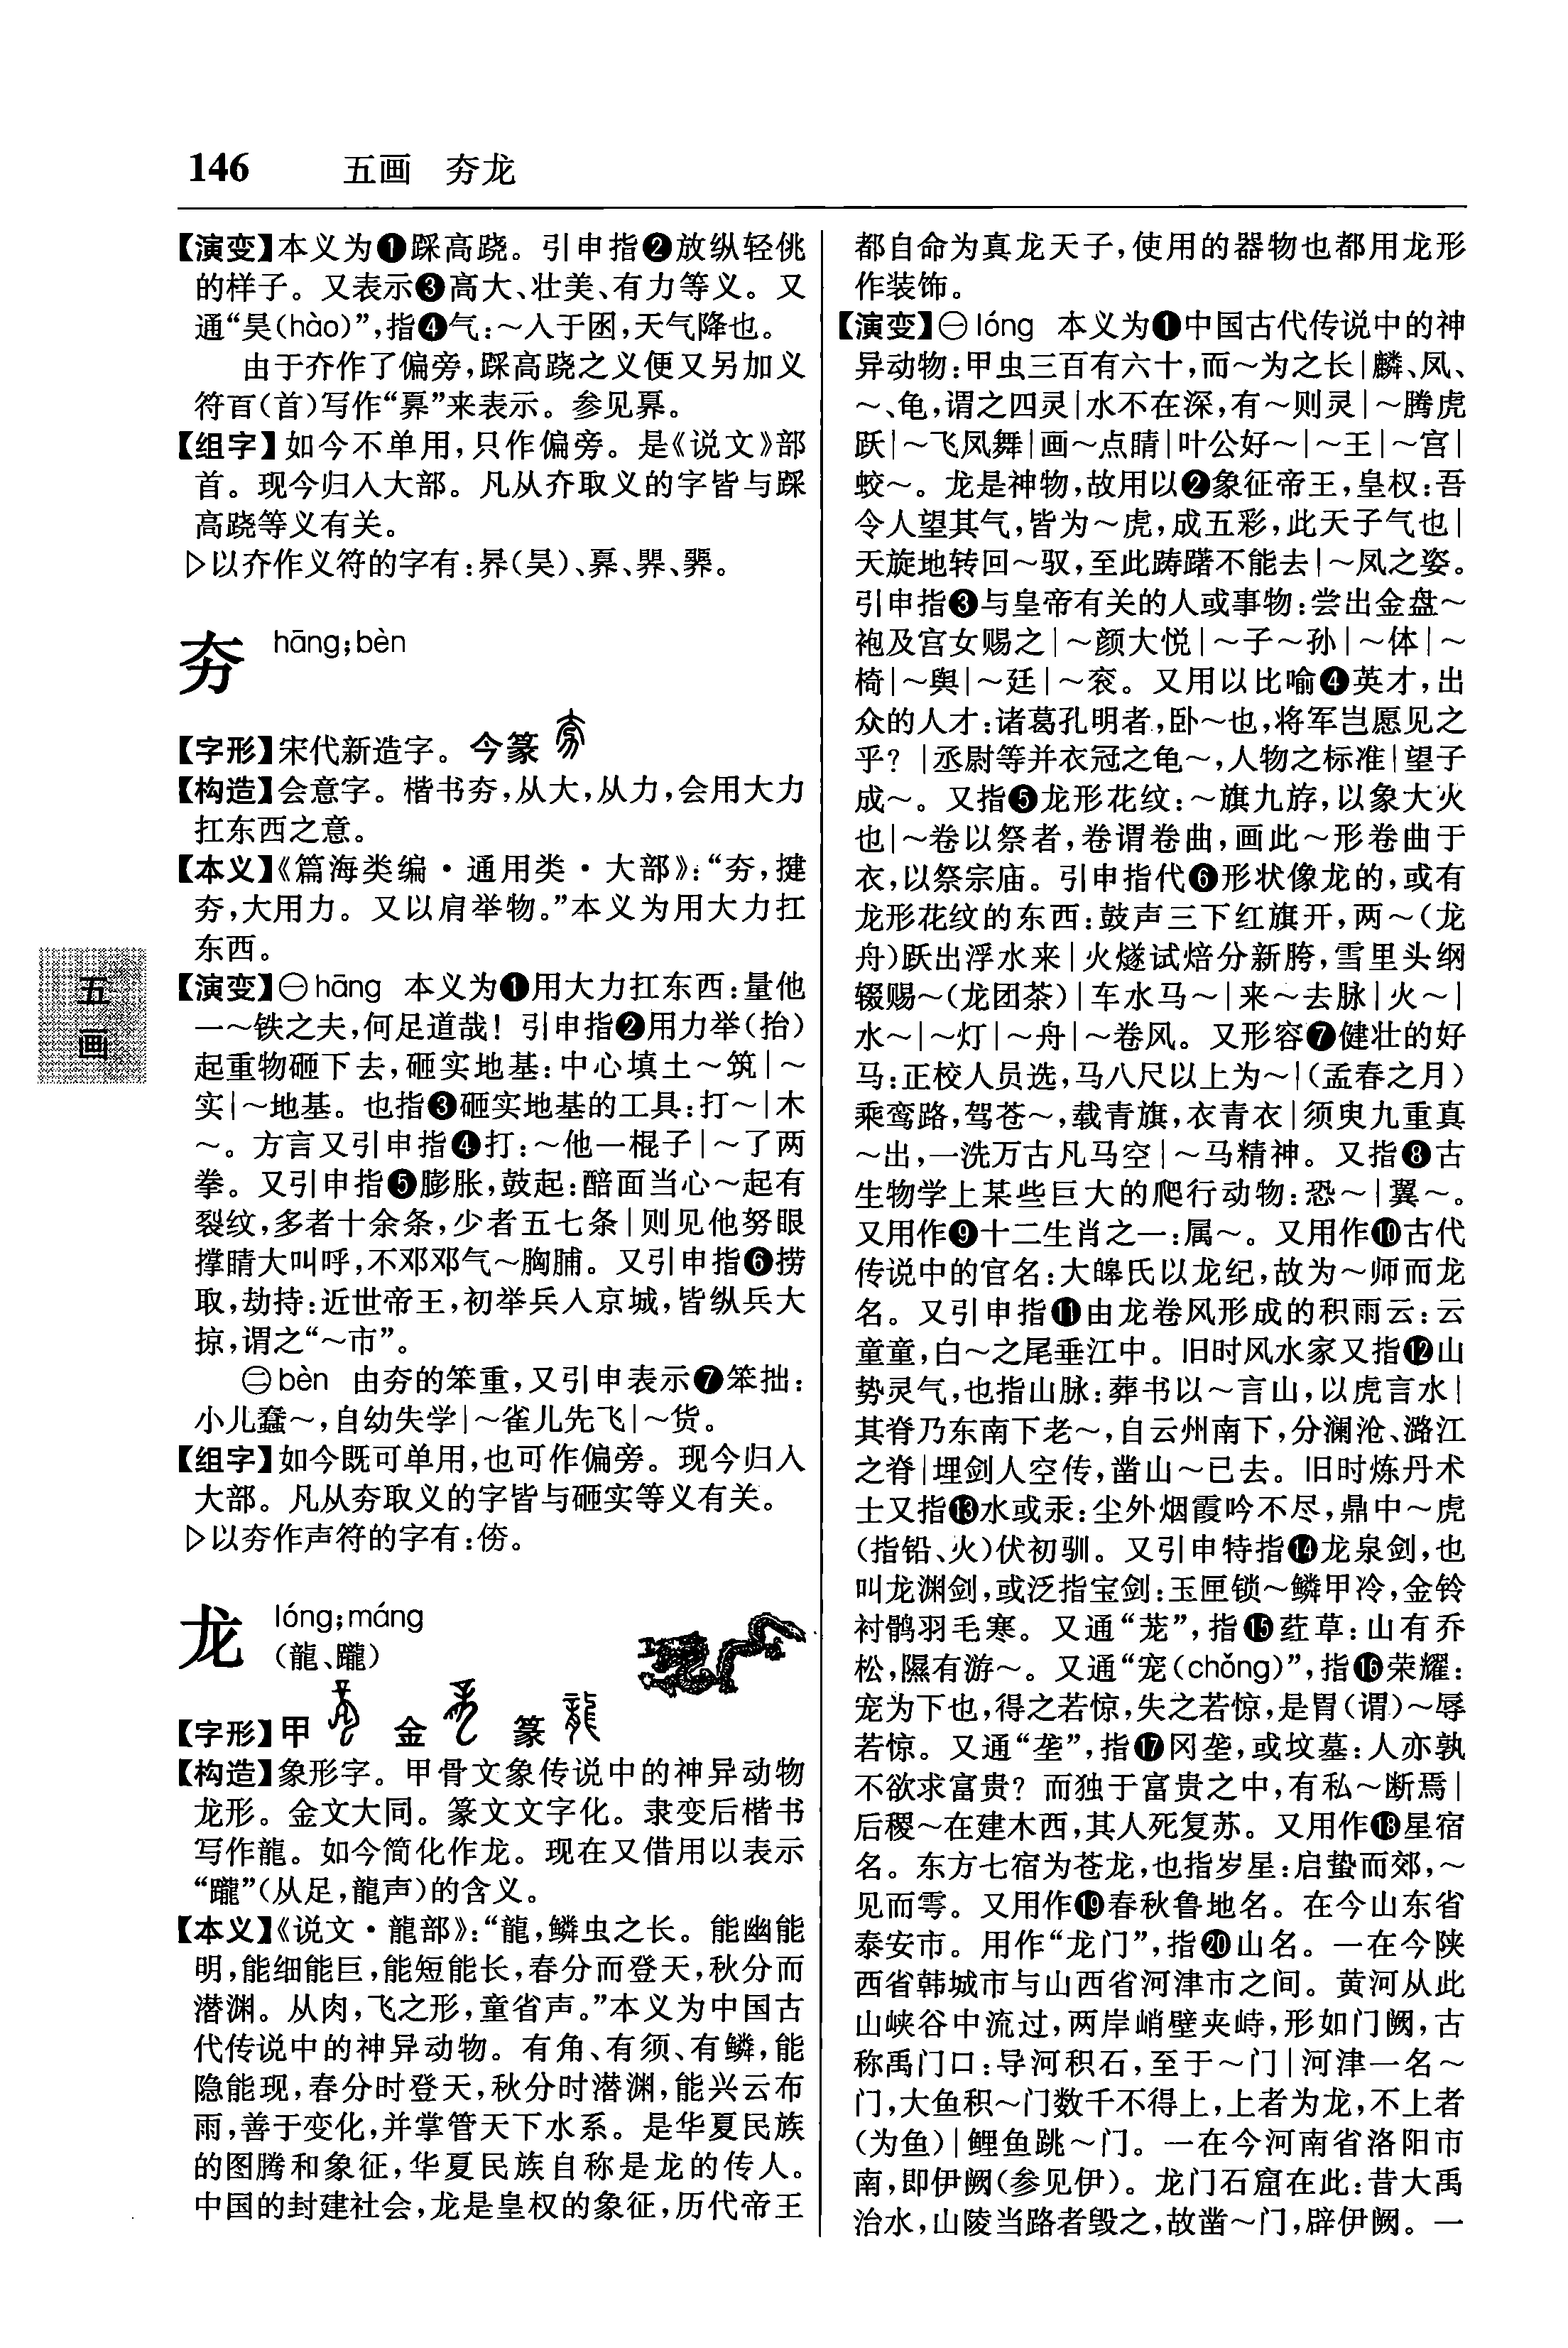 146 五画 夯龙
【演变】本义为❶踩高跷。引申指❷放纵轻佻
的样子。又表示❸高大、壮美、有力等义。又
通“昊(hào)”,指❹气:～人于困,天气降也。
由于夰作了偏旁,踩高跷之义便又另加义
符𦣻(首)写作“奡”来表示。参见奡。
【组字】如今不单用,只作偏旁。是《说文》部
首。现今归入大部。凡从夰取义的字皆与踩
高跷等义有关。
▷以夰作义符的字有:昦(昊)、奡、
夯 hāng;bèn
【字形】宋代新造字。今篆
【构造】会意字。楷书夯,从大,从力,会用大力
扛东西之意。
【本义】《篇海类编·通用类·大部》:“夯,揵
夯,大用力。又以肩举物。”本义为用大力扛
东西。
【演变】㊀hāng 本义为❶用大力扛东西:量他
一～铁之夫,何足道哉!引申指❷用力举(抬)
起重物砸下去,砸实地基:中心填土～筑|～
实|～地基。也指❸砸实地基的工具:打～|木
～。方言又引申指❹打:～他一棍子|～了两
拳。又引申指❺膨胀,鼓起:醅面当心～起有
裂纹,多者十余条,少者五七条|则见他努眼
撑睛大叫呼,不邓邓气～胸脯。又引申指❻捞
取,劫持:近世帝王,初举兵入京城,皆纵兵大
掠,谓之“～市”。
㊁bèn 由夯的笨重,又引申表示❼笨拙:
小儿蠢～,自幼失学|～雀儿先飞|～货。
【组字】如今既可单用,也可作偏旁。现今归入
大部。凡从夯取义的字皆与砸实等义有关。
▷以夯作声符的字有:㑂。
五画
龙 lóng;máng
(龍、躘)
【字形】甲 金 篆
【构造】象形字。甲骨文象传说中的神异动物
龙形。金文大同。篆文文字化。隶变后楷书
写作龍。如今简化作龙。现在又借用以表示
“躘”(从足,龍声)的含义。
【本义】《说文·龍部》:“龍,鳞虫之长。能幽能
明,能细能巨,能短能长,春分而登天,秋分而
潜渊。从肉,飞之形,童省声。”本义为中国古
代传说中的神异动物。有角、有须、有鳞,能
隐能现,春分时登天,秋分时潜渊,能兴云布
雨,善于变化,并掌管天下水系。是华夏民族
的图腾和象征,华夏民族自称是龙的传人。
中国的封建社会,龙是皇权的象征,历代帝王
都自命为真龙天子,使用的器物也都用龙形
作装饰。
【演变】㊀lóng 本义为❶中国古代传说中的神
异动物:甲虫三百有六十,而～为之长|麟、凤、
～、龟,谓之四灵|水不在深,有～则灵|～腾虎
跃|～飞凤舞|画～点睛|叶公好～|～王|～宫|
蛟～。龙是神物,故用以❷象征帝王,皇权:吾
令人望其气,皆为～虎,成五彩,此天子气也|
天旋地转回～驭,至此踌躇不能去|～凤之姿。
引申指❸与皇帝有关的人或事物:尝出金盘～
袍及宫女赐之|～颜大悦|～子～孙|～体|～
椅|～舆|～廷|～衮。又用以比喻❹英才,出
众的人才:诸葛孔明者,卧～也,将军岂愿见之
乎?|丞尉等并衣冠之龟～,人物之标准|望子
成～。又指❺龙形花纹:～旗九斿,以象大火
也|～卷以祭者,卷谓卷曲,画此～形卷曲于
衣,以祭宗庙。引申指代❻形状像龙的,或有
龙形花纹的东西:鼓声三下红旗开,两～(龙
舟)跃出浮水来|火燧试焙分新胯,雪里头纲
辍赐～(龙团茶)|车水马～|来～去脉|火～|
水～|～灯|～舟|～卷风。又形容❼健壮的好
马:正校人员选,马八尺以上为～|(孟春之月)
乘鸾路,驾苍～,载青旗,衣青衣|须臾九重真
～出,一洗万古凡马空|～马精神。又指❽古
生物学上某些巨大的爬行动物:恐～|翼～。
又用作❾十二生肖之一:属～。又用作❿古代
传说中的官名:大皞氏以龙纪,故为～师而龙
名。又引申指⓫由龙卷风形成的积雨云:云
童童,白～之尾垂江中。旧时风水家又指⓬山
势灵气,也指山脉:葬书以～言山,以虎言水|
其脊乃东南下老～,自云州南下,分澜沧、潞江
之脊|埋剑人空传,凿山～已去。旧时炼丹术
士又指⓭水或汞:尘外烟霞吟不尽,鼎中～虎
(指铅、火)伏初驯。又引申特指⓮龙泉剑,也
叫龙渊剑,或泛指宝剑:玉匣锁～鳞甲冷,金铃
衬鹘羽毛寒。又通“茏”,指⓯荭草:山有乔
松,隰有游～。又通“宠(chǒng)”,指⓰荣耀:
宠为下也,得之若惊,失之若惊,是胃(谓)～辱
若惊。又通“垄”,指⓱冈垄,或坟墓:人亦孰
不欲求富贵?而独于富贵之中,有私～断焉|
后稷～在建木西,其人死复苏。又用作⓲星宿
名。东方七宿为苍龙,也指岁星:启蛰而郊,～
见而雩。又用作⓳春秋鲁地名。在今山东省
泰安市。用作“龙门”,指⓴山名。一在今陕
西省韩城市与山西省河津市之间。黄河从此
山峡谷中流过,两岸峭壁夹峙,形如门阙,古
称禹门口:导河积石,至于～门|河津一名～
门,大鱼积～门数千不得上,上者为龙,不上者
(为鱼)|鲤鱼跳～门。一在今河南省洛阳市
南,即伊阙(参见伊)。龙门石窟在此:昔大禹
治水,山陵当路者毁之,故凿～门,辟伊阙。一